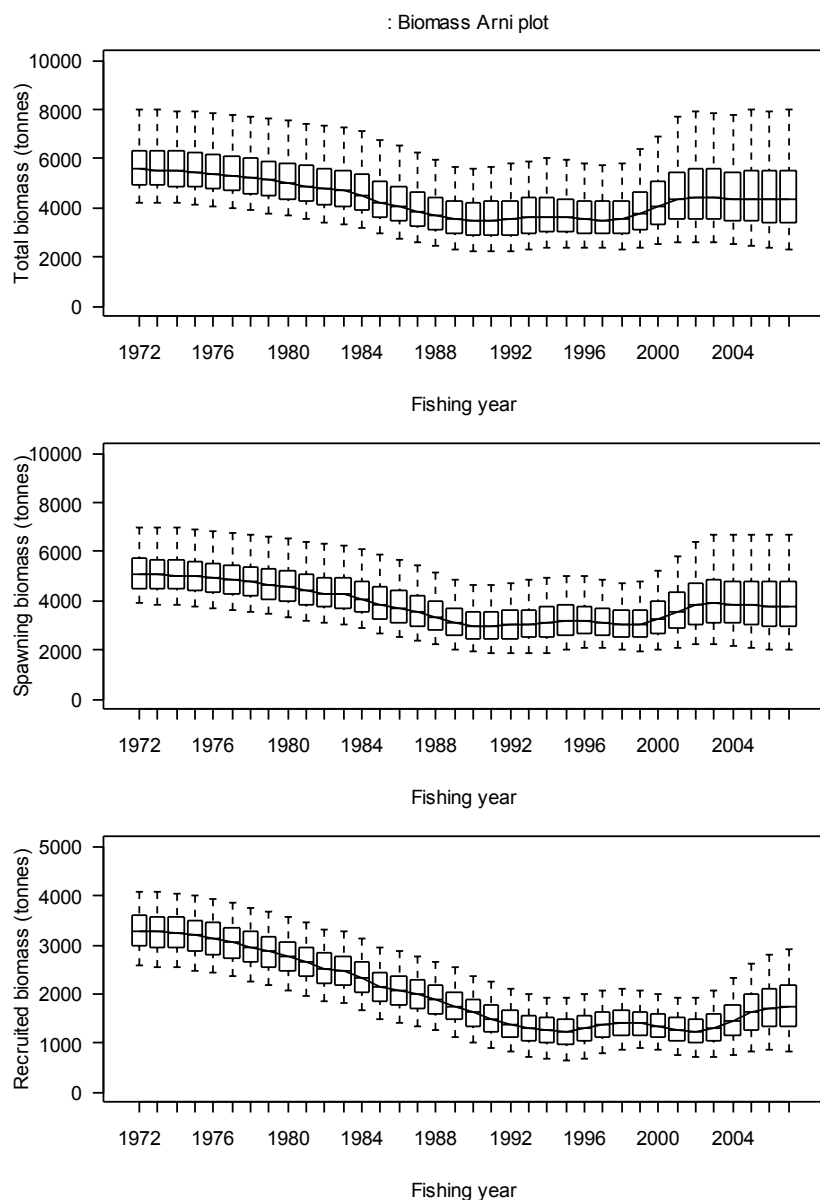 : Biomass Arni plot
Total biomass (tonnes)
10000
8000
6000
4000
2000
0
1972 1976 1980 1984 1988 1992 1996 2000 2004
Fishing year
Spawning biomass (tonnes)
10000
8000
6000
4000
2000
0
1972 1976 1980 1984 1988 1992 1996 2000 2004
Fishing year
Recruited biomass (tonnes)
5000
4000
3000
2000
1000
0
1972 1976 1980 1984 1988 1992 1996 2000 2004
Fishing year